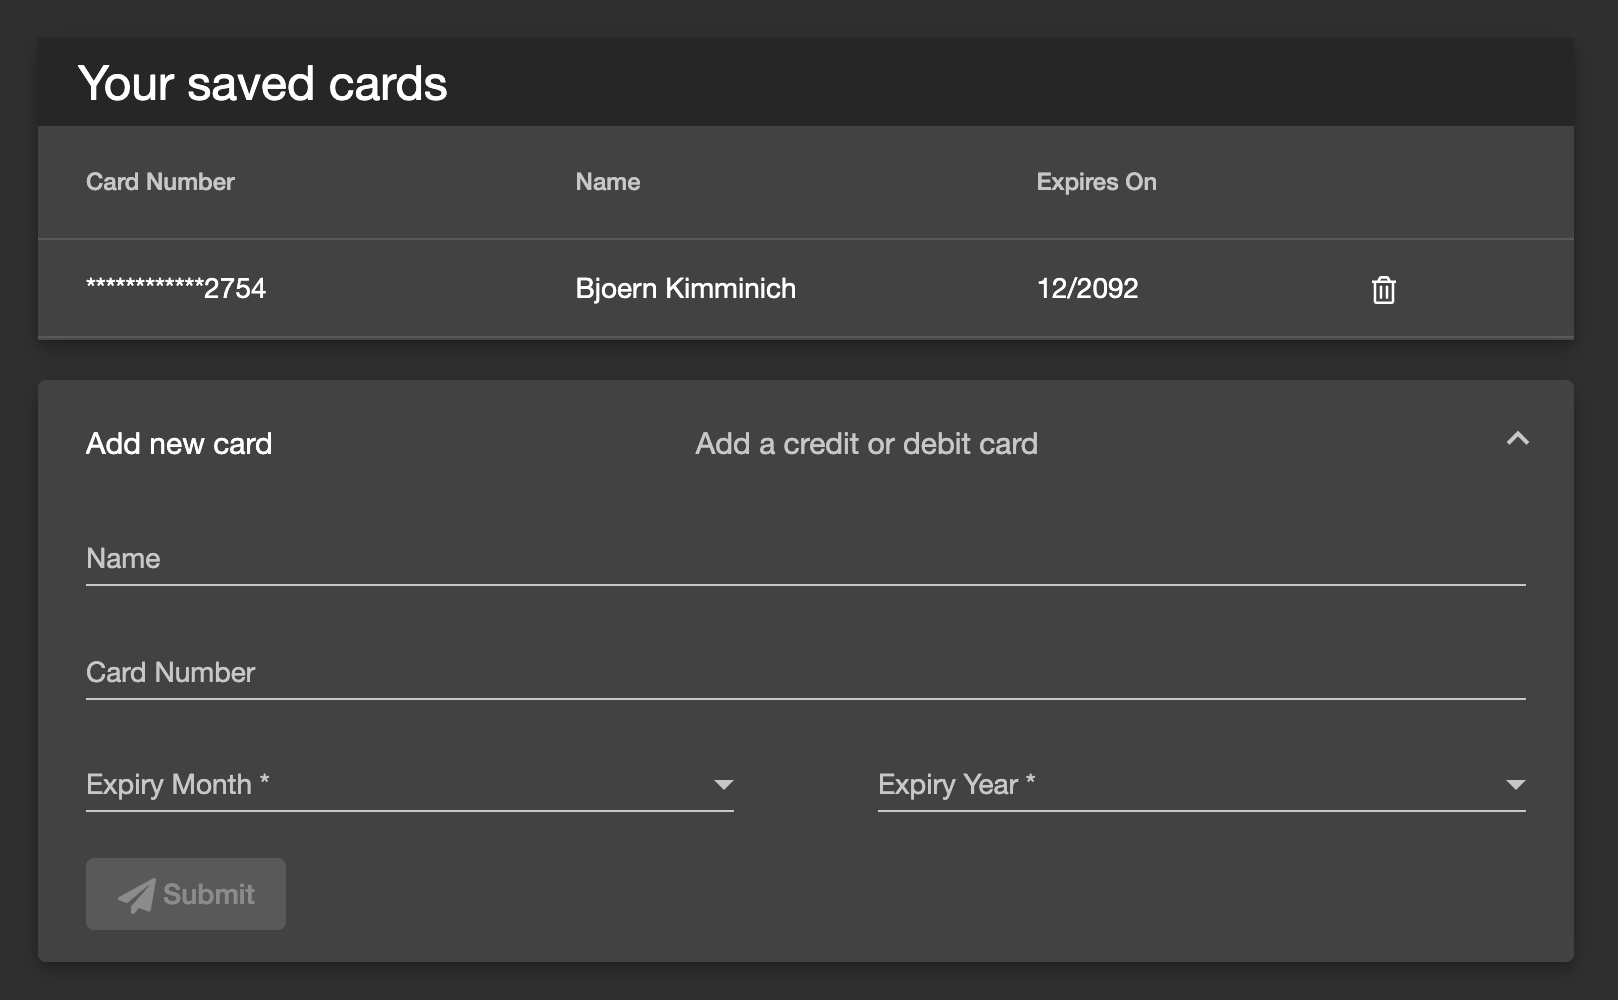 Your saved cards
Card Number Name Expires On
************2754 Bjoern Kimminich 12/2092
Add new card Add a credit or debit card
Name
Card Number
Expiry Month * Expiry Year *
Submit